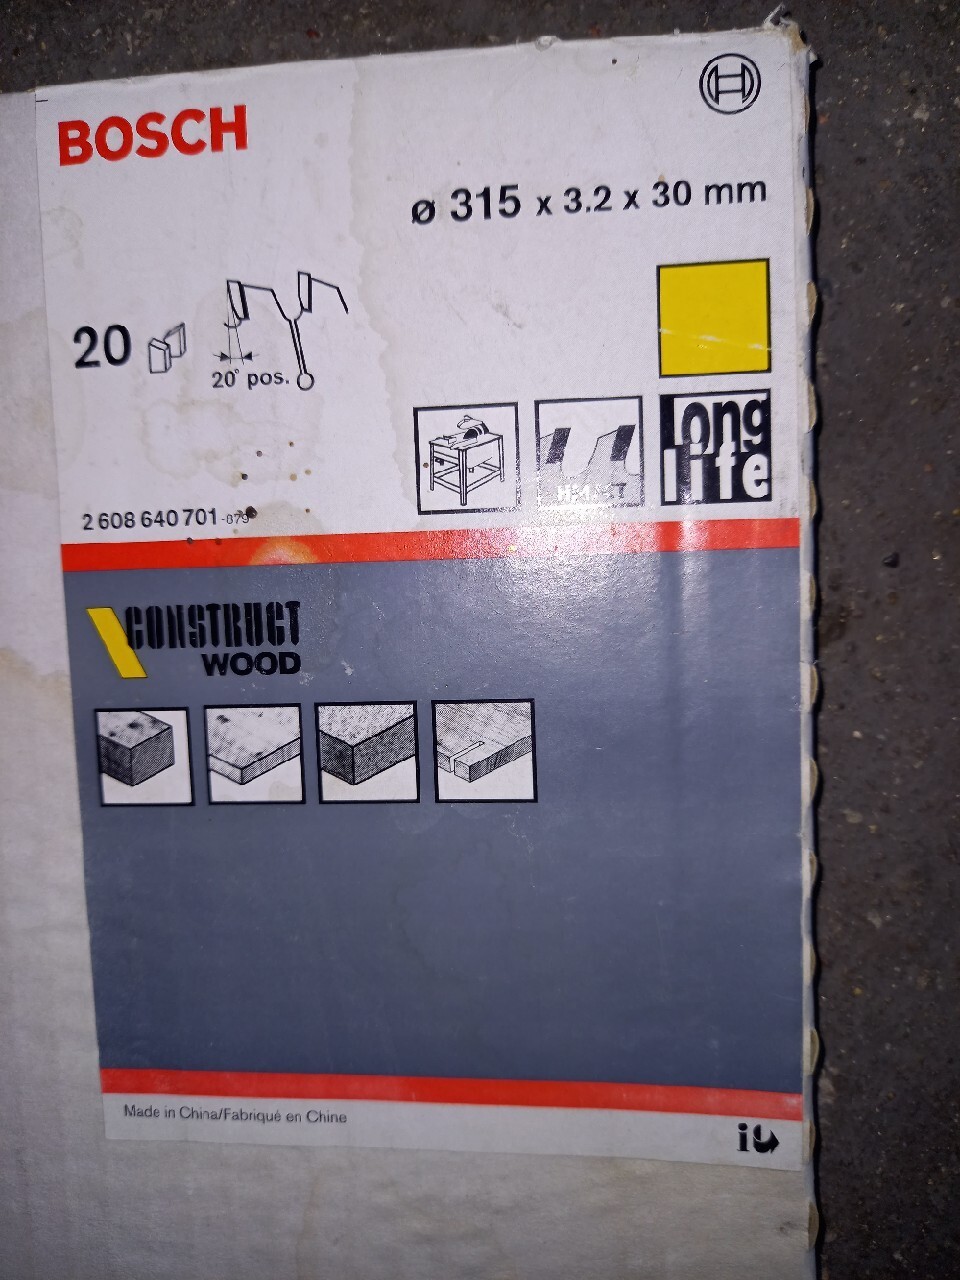 BOSCH
ø 315 x 3.2 x 30 mm
20
20° pos.
Long
life
2 608 640 701
CONSTRUCT
WOOD
Made in China/Fabriqué en Chine